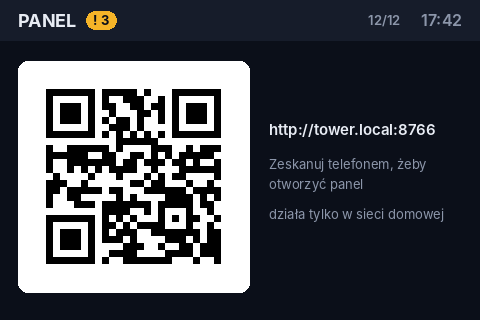 PANEL ! 3 12/12 17:42
http://tower.local:8766
Zeskanuj telefonem, żeby
otworzyć panel
działa tylko w sieci domowej